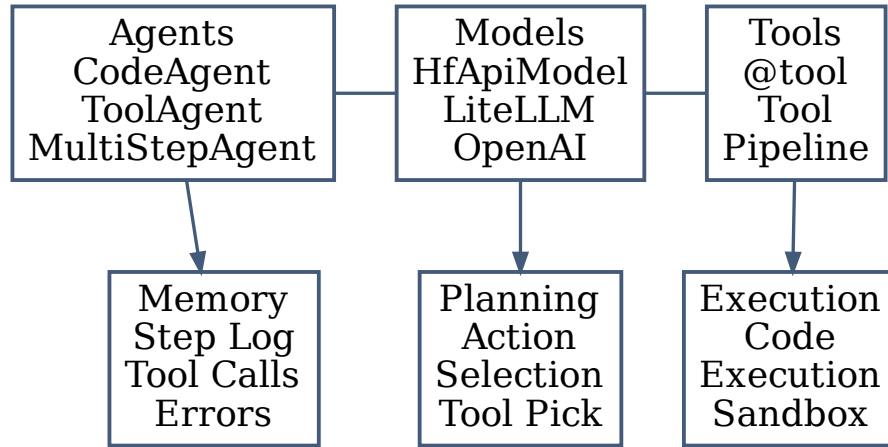 Agents
CodeAgent
ToolAgent
MultiStepAgent
Models
HfApiModel
LiteLLM
OpenAI
Tools
@tool
Tool
Pipeline
Memory
Step Log
Tool Calls
Errors
Planning
Action
Selection
Tool Pick
Execution
Code
Execution
Sandbox